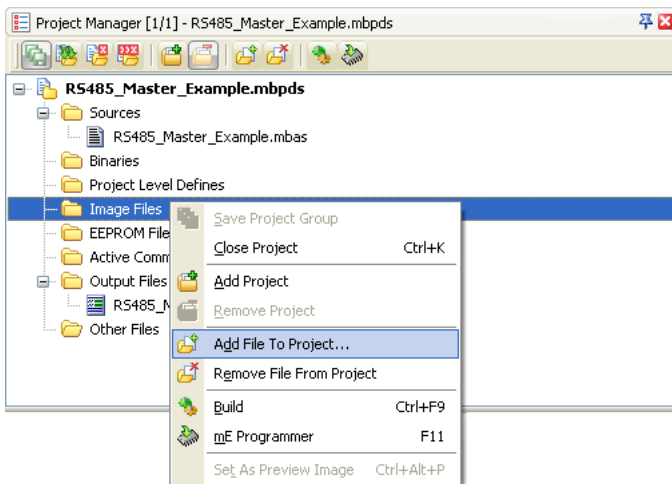 Project Manager [1/1] - RS485_Master_Example.mbpds
RS485_Master_Example.mbpds
Sources
RS485_Master_Example.mbas
Binaries
Project Level Defines
Image Files
EEPROM File
Active Comm
Output Files
RS485_M
Other Files
Save Project Group
Close Project Ctrl+K
Add Project
Remove Project
Add File To Project...
Remove File From Project
Build Ctrl+F9
mE Programmer F11
Set As Preview Image Ctrl+Alt+P